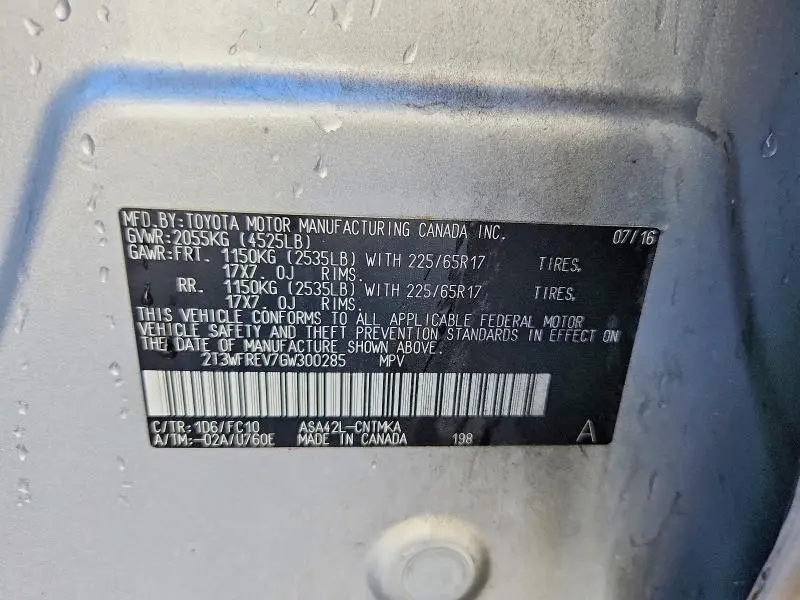 MFD.BY:TOYOTA MOTOR MANUFACTURING CANADA INC. 07/16
GVWR:2055KG (4525LB)
GAWR:FRT. 1150KG (2535LB) WITH 225/65R17 TIRES,
17X7. 0J RIMS.
RR. 1150KG (2535LB) WITH 225/65R17 TIRES,
17X7. 0J RIMS.
THIS VEHICLE CONFORMS TO ALL APPLICABLE FEDERAL MOTOR
VEHICLE SAFETY AND THEFT PREVENTION STANDARDS IN EFFECT ON
THE DATE OF MANUFACTURE SHOWN ABOVE.
2T3WFREV7GW300285 MPV
C/TR:1D6/FC10 ASA42L-CNTMKA
A/TM:-02A/U760E MADE IN CANADA 198 A